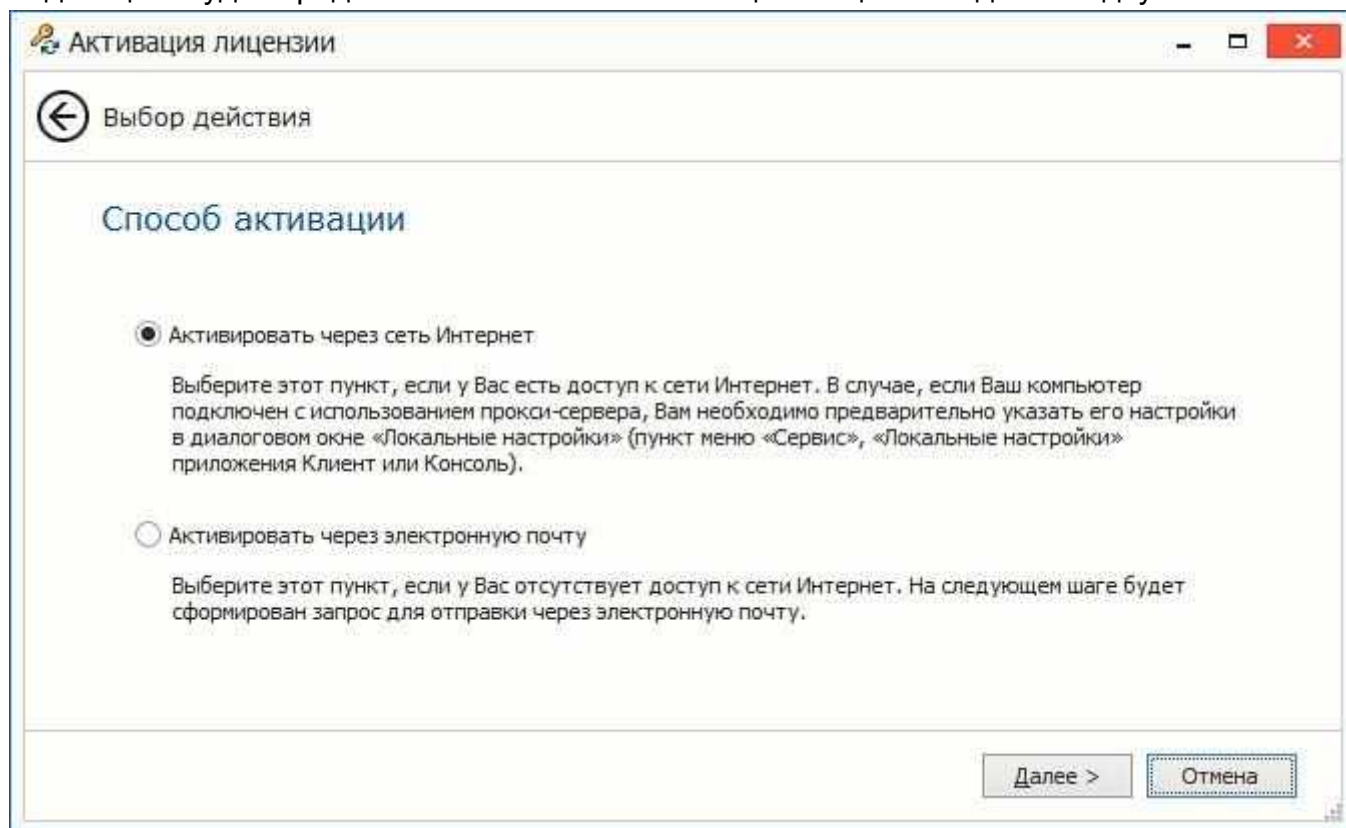 Активация лицензии
Выбор действия
Способ активации
Активировать через сеть Интернет
Выберите этот пункт, если у Вас есть доступ к сети Интернет. В случае, если Ваш компьютер
подключен с использованием прокси-сервера, Вам необходимо предварительно указать его настройки
в диалоговом окне «Локальные настройки» (пункт меню «Сервис», «Локальные настройки»
приложения Клиент или Консоль).
Активировать через электронную почту
Выберите этот пункт, если у Вас отсутствует доступ к сети Интернет. На следующем шаге будет
сформирован запрос для отправки через электронную почту.
Далее >
Отмена